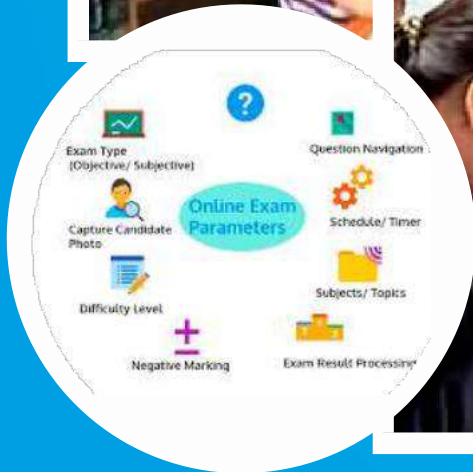 ?
Exam Type
(Objective/ Subjective)
Question Navigation
Capture Candidate
Photo
Online Exam
Parameters
Schedule/ Timer
Difficulty Level
Subjects/ Topics
Negative Marking
Exam Result Processing